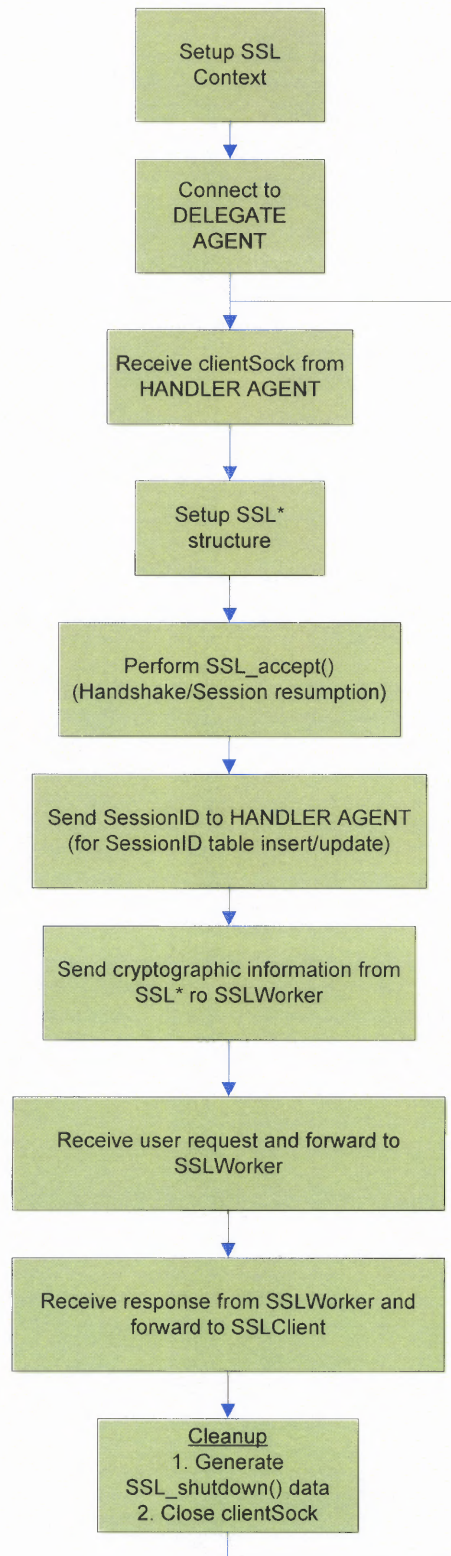 Setup SSL
Context
Connect to
DELEGATE
AGENT
Receive clientSock from
HANDLER AGENT
Setup SSL*
structure
Perform SSL_accept()
(Handshake/Session resumption)
Send SessionID to HANDLER AGENT
(for SessionID table insert/update)
Send cryptographic information from
SSL* ro SSLWorker
Receive user request and forward to
SSLWorker
Receive response from SSLWorker and
forward to SSLClient
Cleanup
1. Generate
SSL_shutdown() data
2. Close clientSock